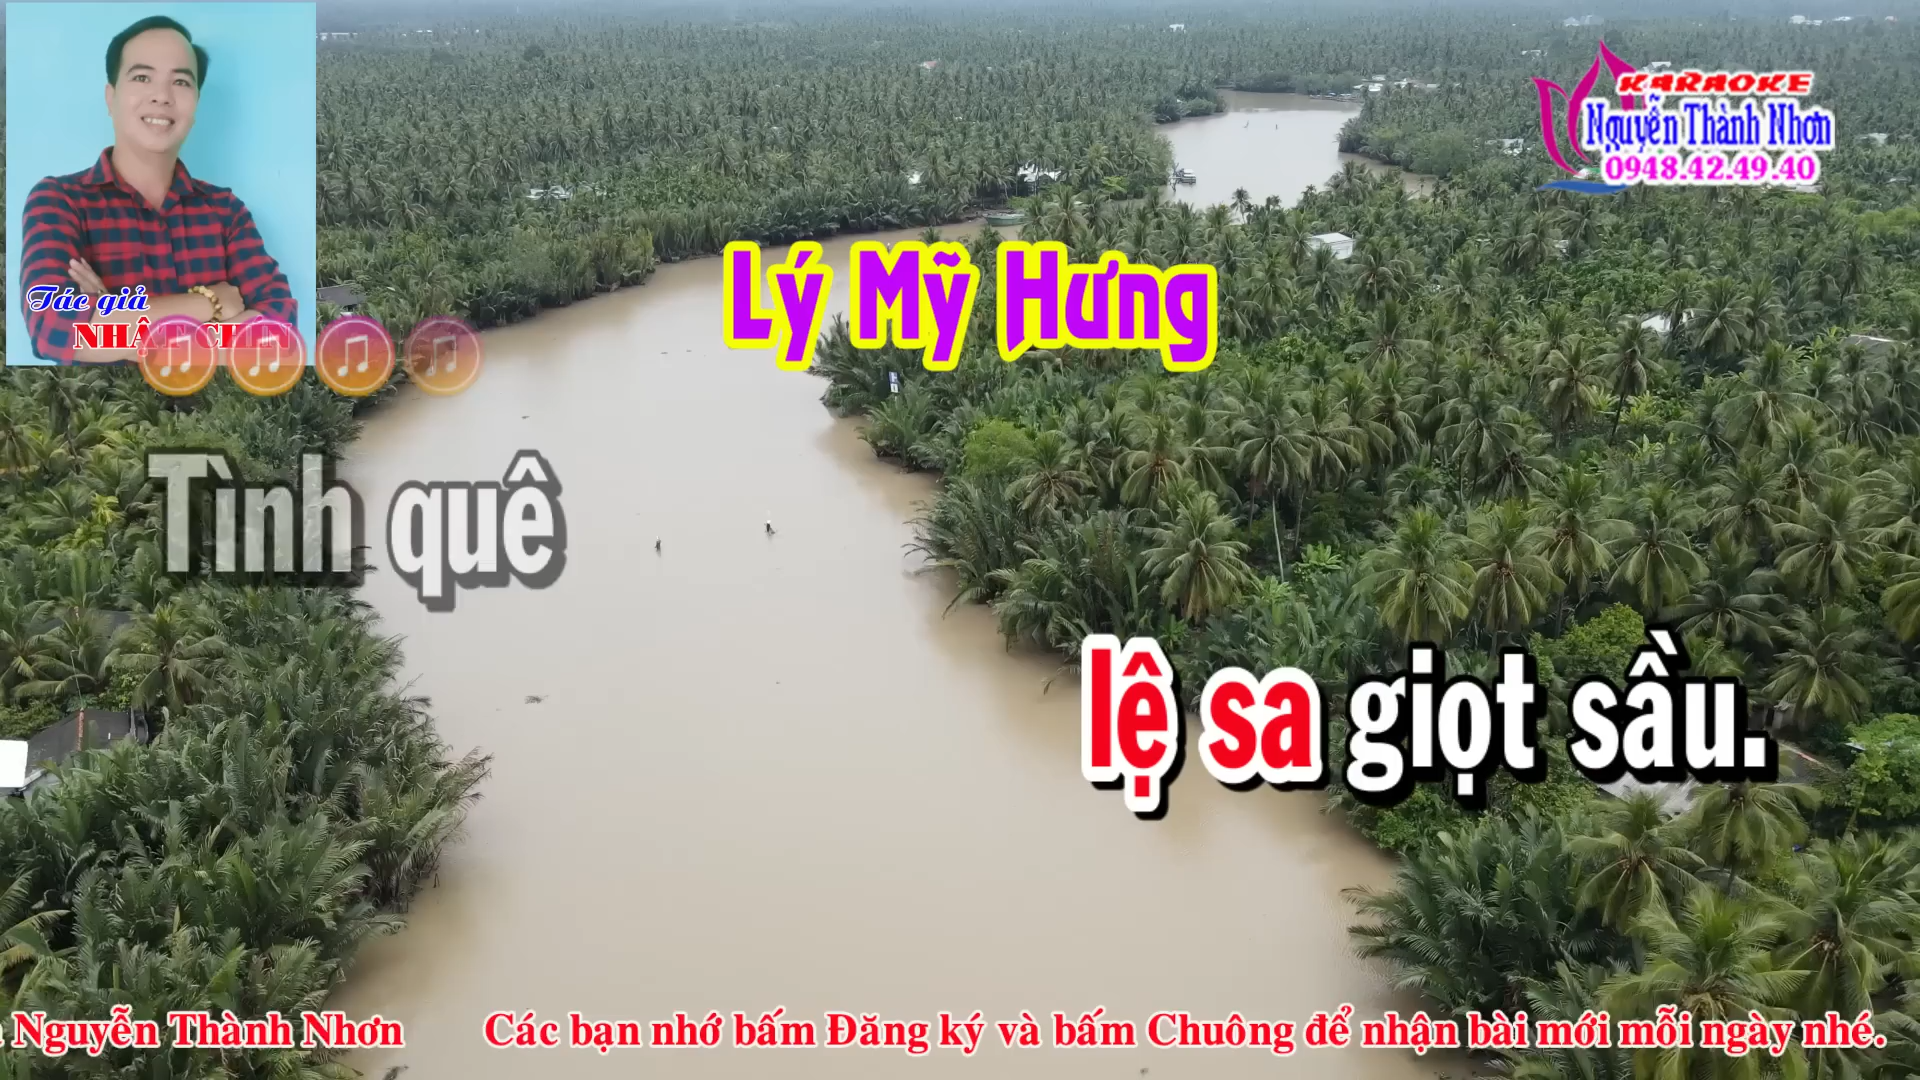 KARAOKE
Nguyễn Thành Nhơn
0948.42.49.40
Lý Mỹ Hưng
Tác giả
NHẬT CHÍN
Tình quê
lệ sa giọt sầu.
Nguyễn Thành Nhơn Các bạn nhớ bấm Đăng ký và bấm Chuông để nhận bài mới mỗi ngày nhé.